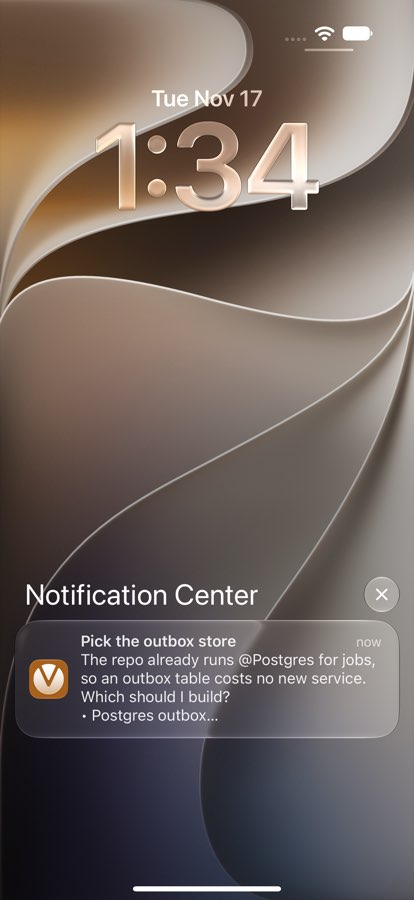 Tue Nov 17
1:34
Notification Center
Pick the outbox store
now
The repo already runs @Postgres for jobs,
so an outbox table costs no new service.
Which should I build?
• Postgres outbox...